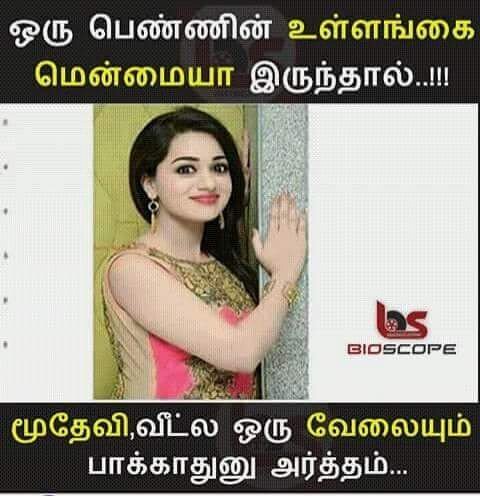 ஒரு பெண்ணின் உள்ளங்கை
மென்மையா இருந்தால்..!!!
bs
BIOSCOPE
மூதேவி,வீட்ல ஒரு வேலையும்
பாக்காதுனு அர்த்தம்...